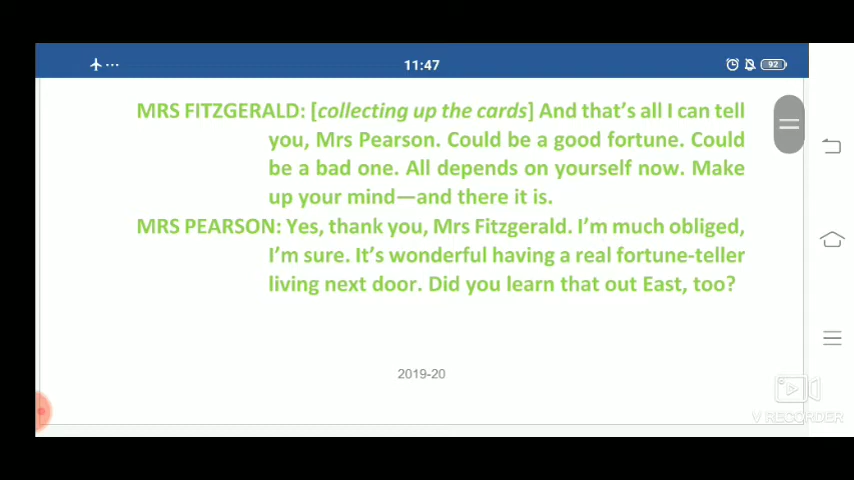 11:47
92
MRS FITZGERALD: [collecting up the cards] And that's all I can tell
you, Mrs Pearson. Could be a good fortune. Could
be a bad one. All depends on yourself now. Make
up your mind—and there it is.
MRS PEARSON: Yes, thank you, Mrs Fitzgerald. I'm much obliged,
I'm sure. It's wonderful having a real fortune-teller
living next door. Did you learn that out East, too?
2019-20
V RECORDER